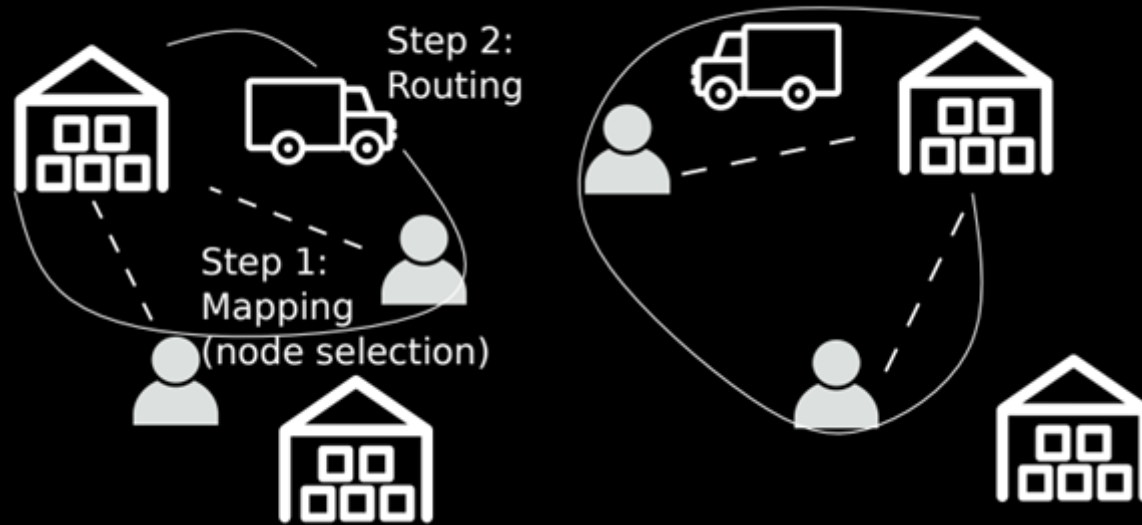 Step 2:
Routing
Step 1:
Mapping
(node selection)